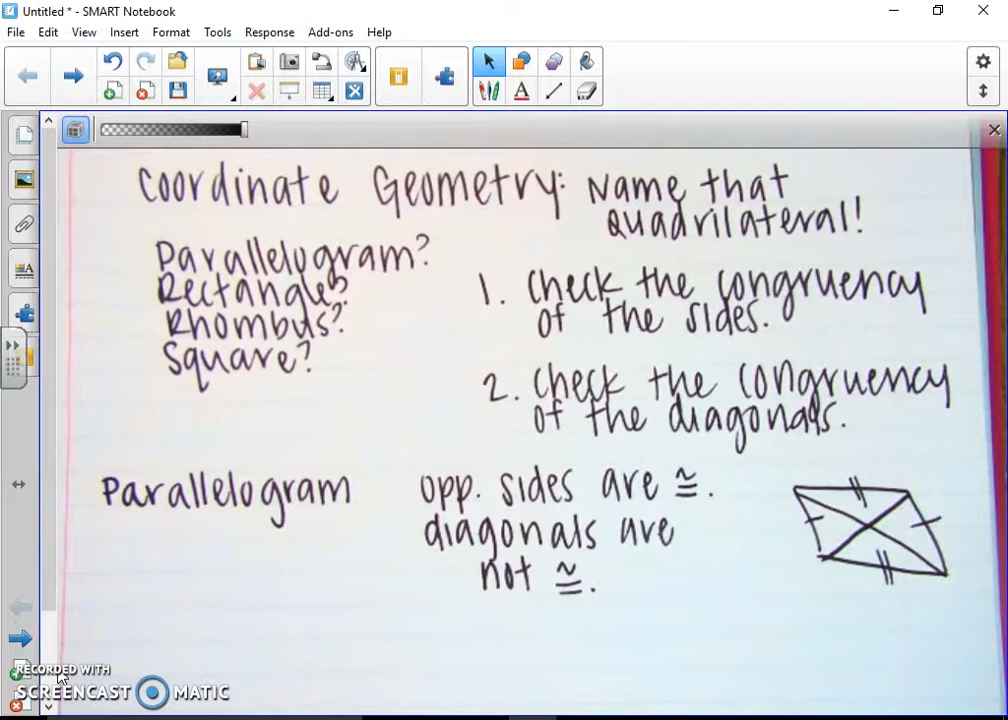 Untitled * - SMART Notebook
File Edit View Insert Format Tools Response Add-ons Help
Coordinate Geometry: Name that
quadrilateral!
Parallelogram?
Rectangle?
Rhombus?
Square?
1. Check the congruency
of the sides.
2. Check the congruency
of the diagonals.
Parallelogram opp. sides are ≅.
diagonals are
not ≅.
RECORDED WITH
SCREENCAST MATIC